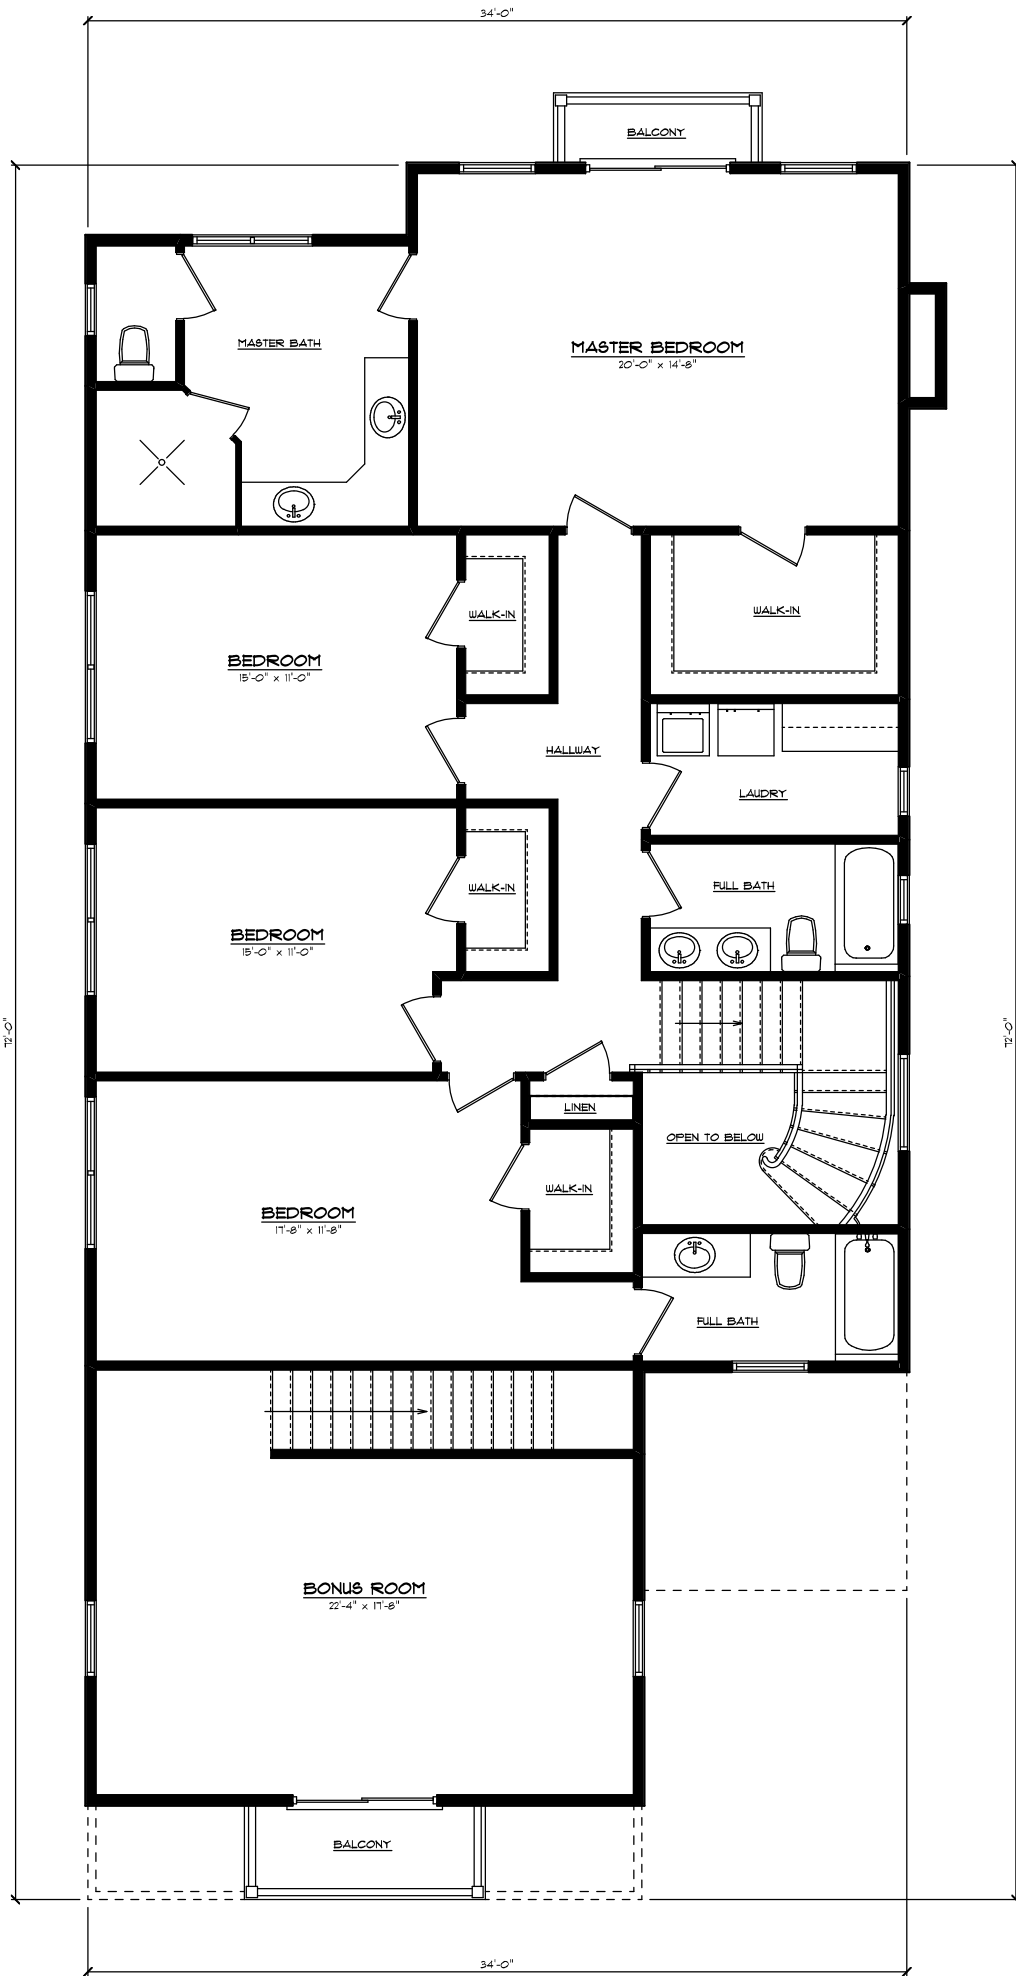 34'-0"
BALCONY
MASTER BATH
MASTER BEDROOM
20'-0" x 14'-8"
WALK-IN
WALK-IN
BEDROOM
15'-0" x 11'-0"
HALLWAY
LAUDRY
WALK-IN
FULL BATH
BEDROOM
15'-0" x 11'-0"
72'-0"
72'-0"
LINEN
OPEN TO BELOW
WALK-IN
BEDROOM
17'-8" x 11'-8"
FULL BATH
BONUS ROOM
22'-4" x 17'-8"
BALCONY
34'-0"